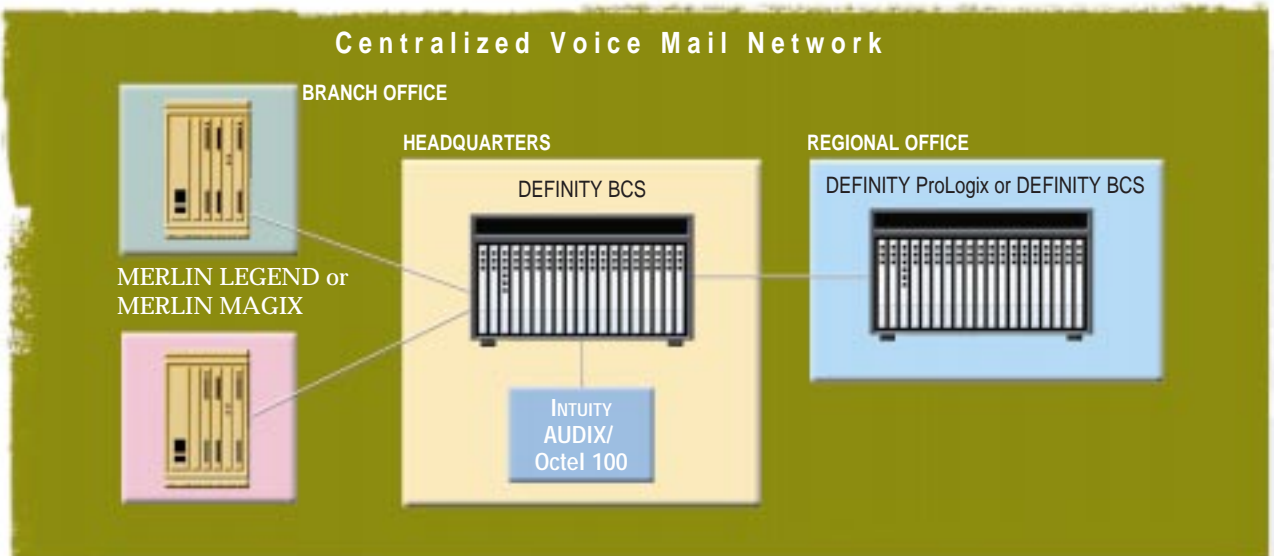 Centralized Voice Mail Network
BRANCH OFFICE
HEADQUARTERS
REGIONAL OFFICE
DEFINITY BCS
DEFINITY ProLogix or DEFINITY BCS
MERLIN LEGEND or
MERLIN MAGIX
INTUITY
AUDIX/
Octel 100